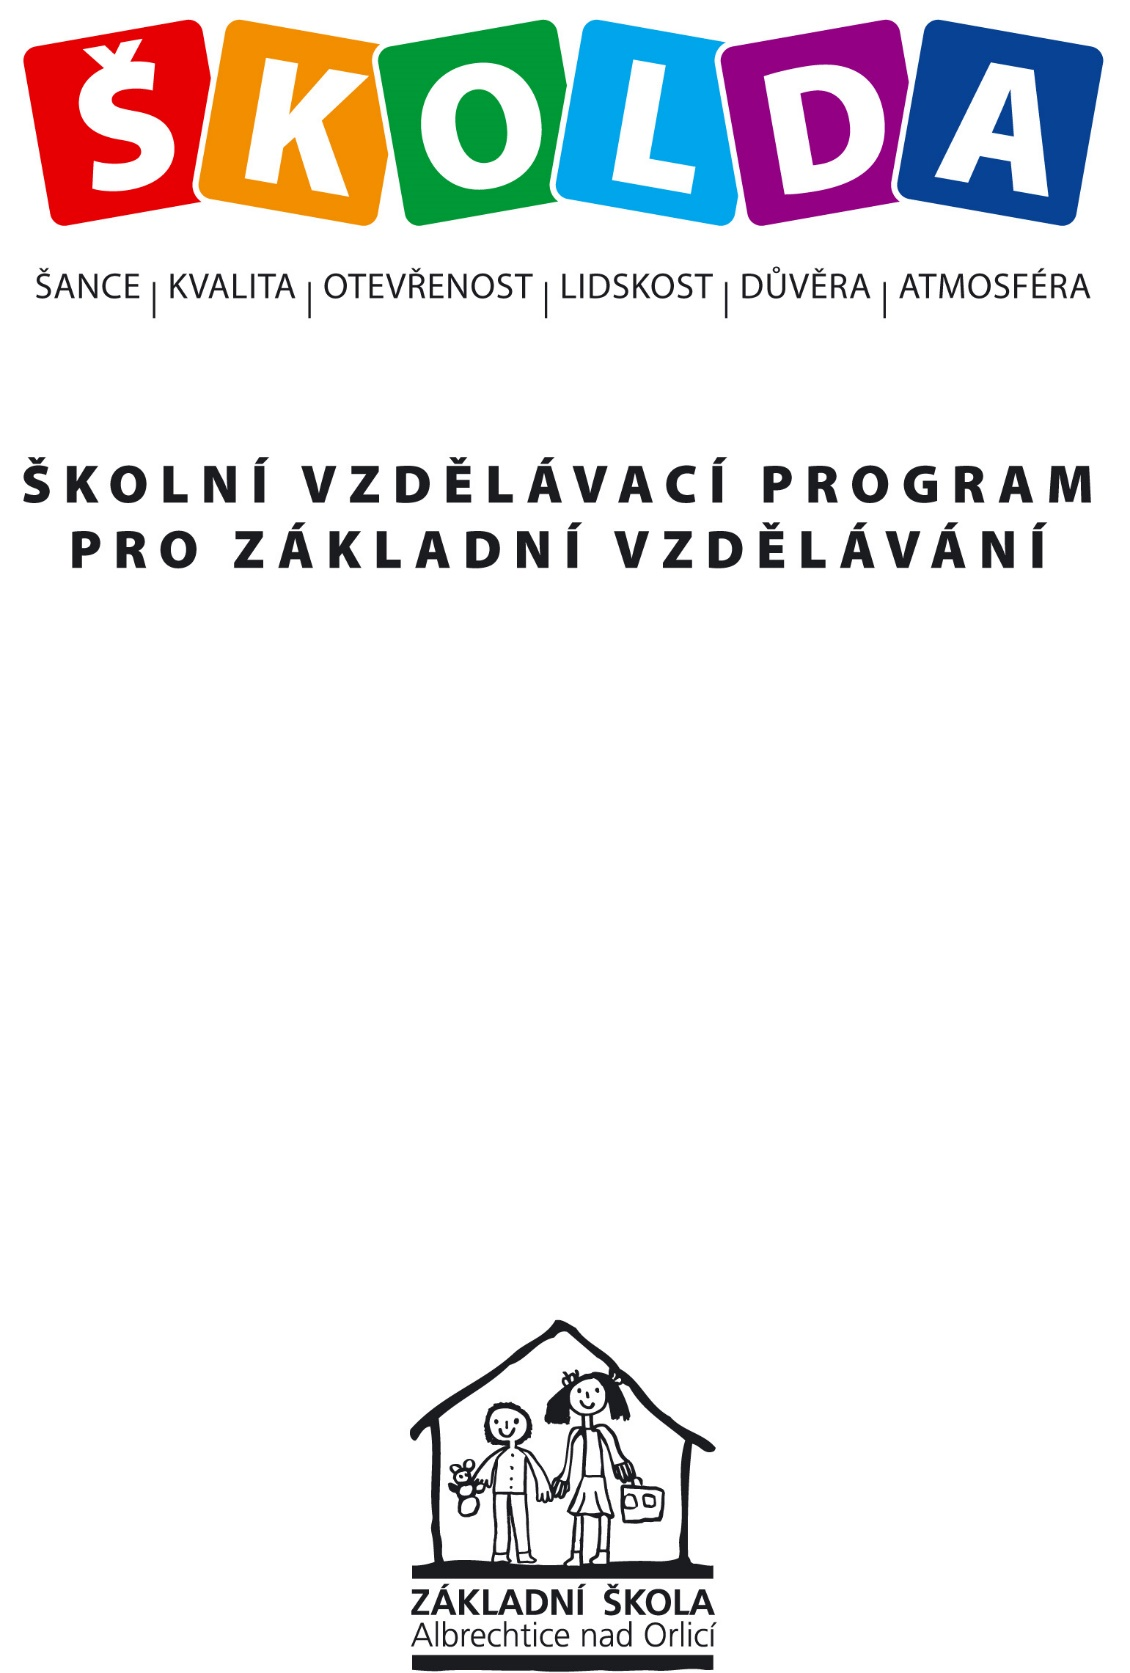 ŠKOLDA
ŠANCE | KVALITA | OTEVŘENOST | LIDSKOST | DŮVĚRA | ATMOSFÉRA
ŠKOLNÍ VZDĚLÁVACÍ PROGRAM
PRO ZÁKLADNÍ VZDĚLÁVÁNÍ
ZÁKLADNÍ ŠKOLA
Albrechtice nad Orlicí